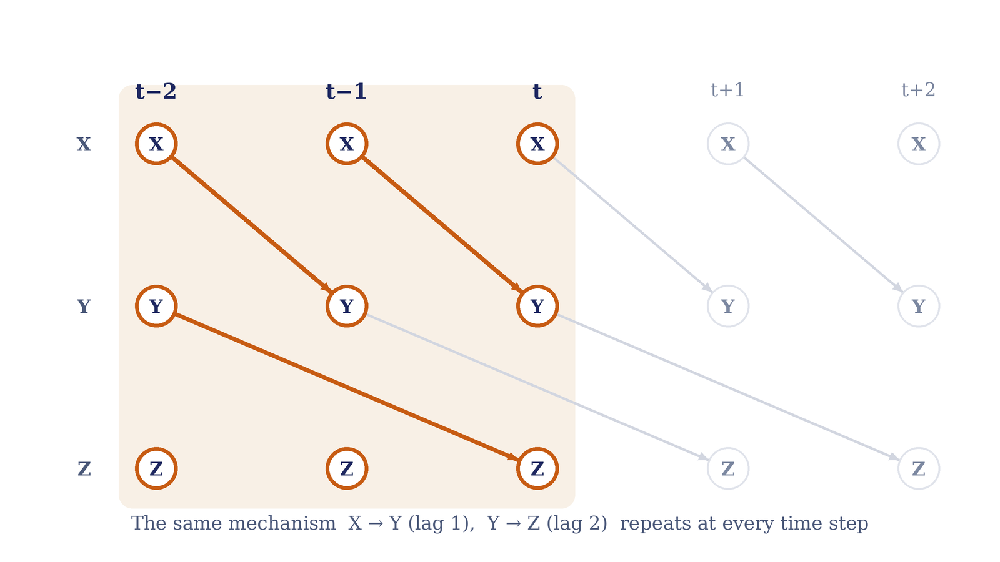 t−2 t−1 t t+1 t+2
X X X X X X
Y Y Y Y Y Y
Z Z Z Z Z Z
The same mechanism X → Y (lag 1), Y → Z (lag 2) repeats at every time step